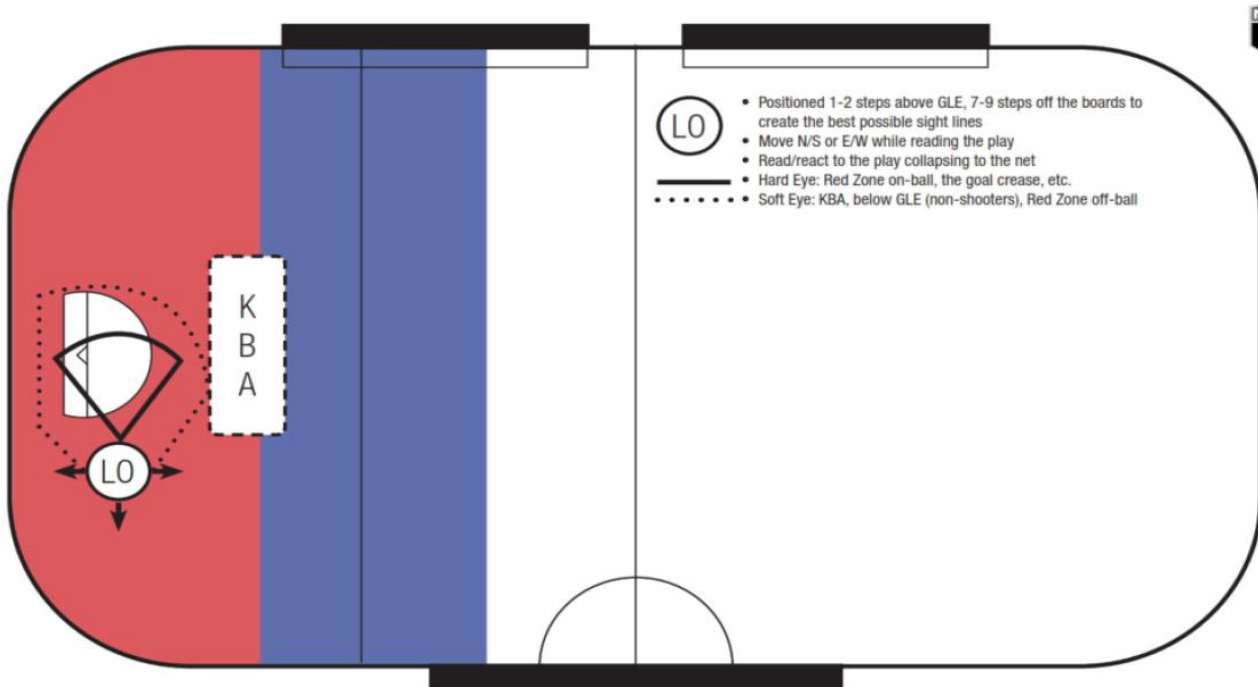 LO
• Positioned 1-2 steps above GLE, 7-9 steps off the boards to
create the best possible sight lines
• Move N/S or E/W while reading the play
• Read/react to the play collapsing to the net
• Hard Eye: Red Zone on-ball, the goal crease, etc.
• Soft Eye: KBA, below GLE (non-shooters), Red Zone off-ball
K
B
A
LO